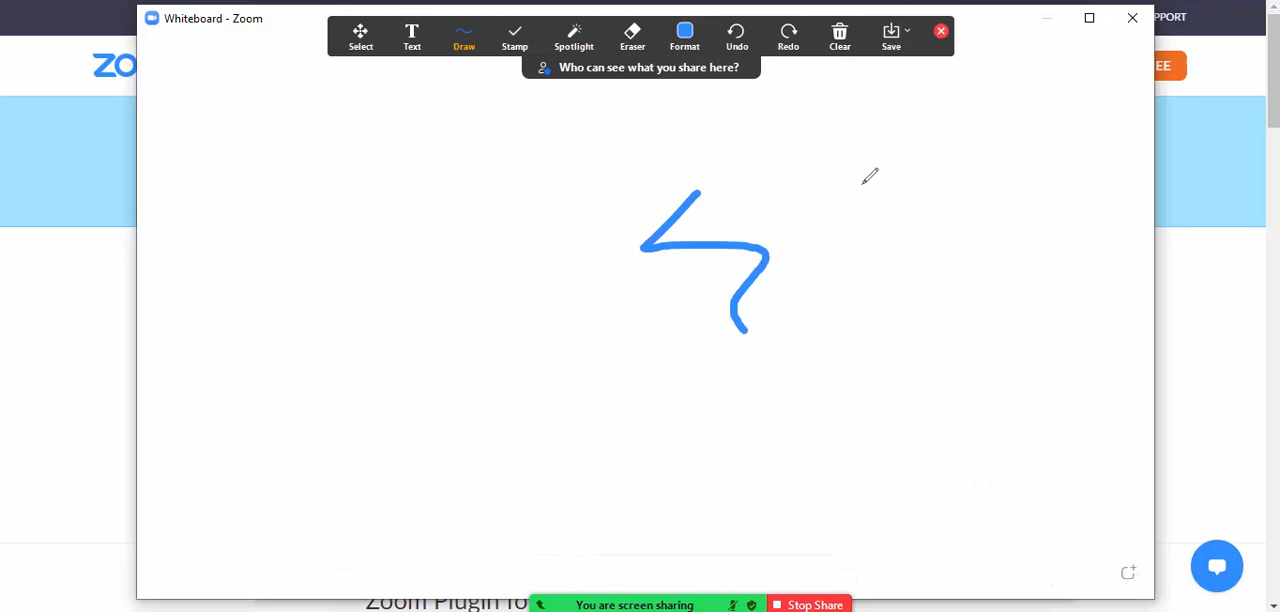 Whiteboard - Zoom
PPORT
Select
Text
Draw
Stamp
Spotlight
Eraser
Format
Undo
Redo
Clear
Save
ZO
EE
Who can see what you share here?
Zoom Plugin fo
You are screen sharing
Stop Share